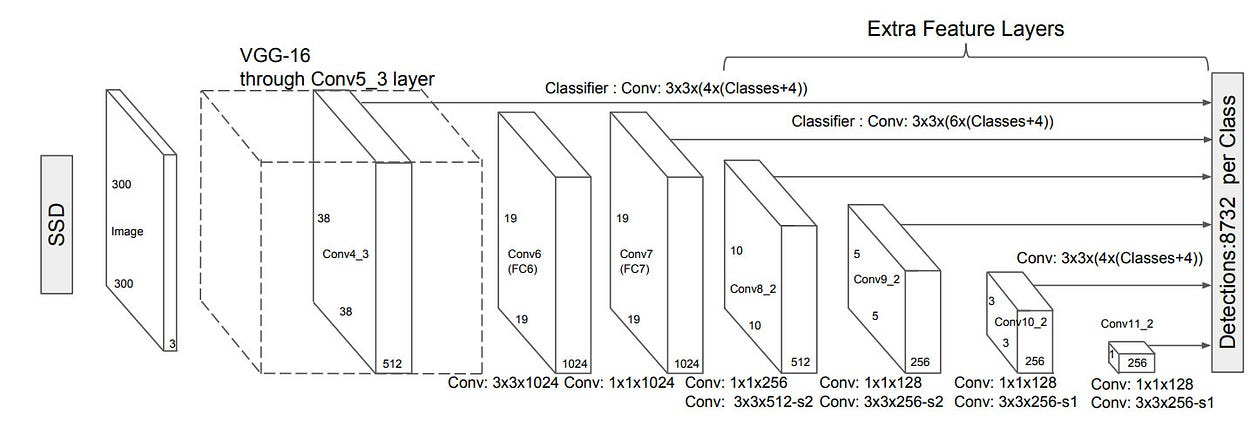 Extra Feature Layers
VGG-16
through Conv5_3 layer
Classifier : Conv: 3x3x(4x(Classes+4))
Classifier : Conv: 3x3x(6x(Classes+4))
Conv: 3x3x(4x(Classes+4))
SSD
300
Image
300
3
38
Conv4_3
38
512
19
Conv6
(FC6)
19
1024
19
Conv7
(FC7)
19
1024
10
Conv8_2
10
512
5
Conv9_2
5
256
3
Conv10_2
3
256
Conv11_2
1
256
Detections:8732 per Class
Conv: 3x3x1024
Conv: 1x1x1024
Conv: 1x1x256
Conv: 3x3x512-s2
Conv: 1x1x128
Conv: 3x3x256-s2
Conv: 1x1x128
Conv: 3x3x256-s1
Conv: 1x1x128
Conv: 3x3x256-s1